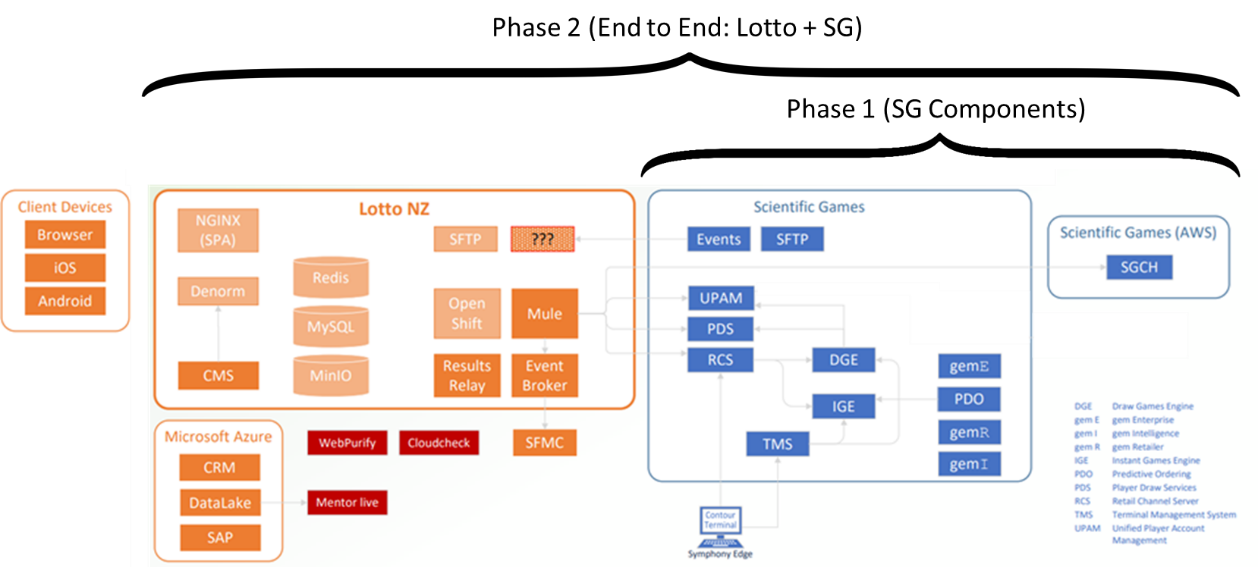 Phase 2 (End to End: Lotto + SG)
Phase 1 (SG Components)
Client Devices
Browser
iOS
Android
Lotto NZ
NGINX
(SPA)
SFTP
???
Redis
Denorm
Open
Shift
Mule
MySQL
CMS
MinIO
Results
Relay
Event
Broker
Microsoft Azure
CRM
DataLake
SAP
WebPurify
Cloudcheck
SFMC
Mentor live
Scientific Games
Events
SFTP
UPAM
PDS
RCS
DGE
IGE
TMS
gemE
PDO
gemR
gemI
Contour
Terminal
Symphony Edge
Scientific Games (AWS)
SGCH
DGE Draw Games Engine
gem E gem Enterprise
gem I gem Intelligence
gem R gem Retailer
IGE Instant Games Engine
PDO Predictive Ordering
PDS Player Draw Services
RCS Retail Channel Server
TMS Terminal Management System
UPAM Unified Player Account
Management